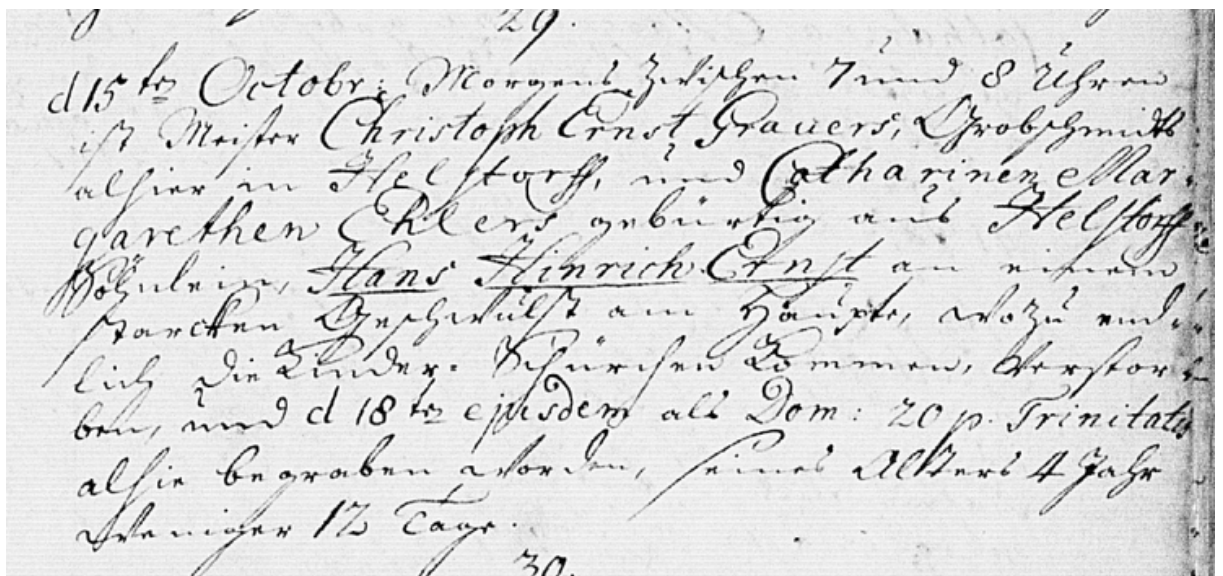 29.
d 15ten Octobr: Morgens zwischen 7 und 8 Uhren
ist Meister Christoph Ernst Grauers, Grobschmidts
alhier in Helstorff, und Catharinen Mar-
garethen Ehlers gebürtig aus Helstorff
Söhnlein, Hans Hinrich Ernst an einem
starcken Geschwulst am Haupte, wozu end-
lich die Kinder-  kommen, verstor-
ben, und d 18ten ejusdem als Dom: 20 p. Trinitatis
alhie begraben worden, seines Alters 4 Jahr
weniger 12 Tage.
30.